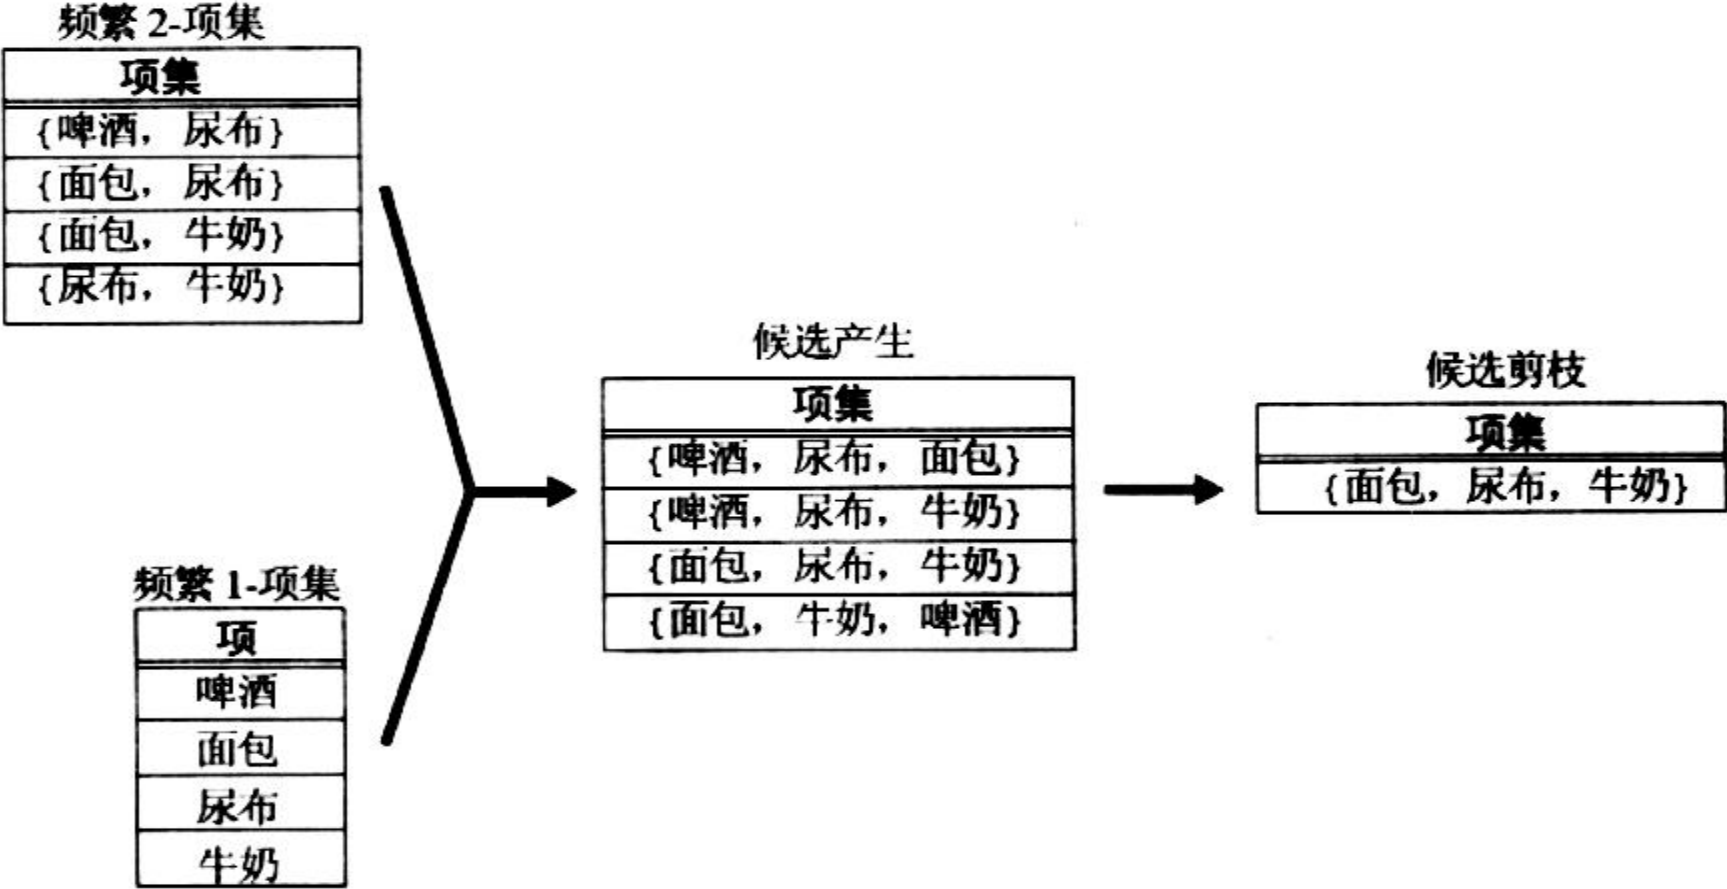 频繁 2-项集
项集
{啤酒，尿布}
{面包，尿布}
{面包，牛奶}
{尿布，牛奶}
频繁 1-项集
项
啤酒
面包
尿布
牛奶
候选产生
项集
{啤酒，尿布，面包}
{啤酒，尿布，牛奶}
{面包，尿布，牛奶}
{面包，牛奶，啤酒}
候选剪枝
项集
{面包，尿布，牛奶}